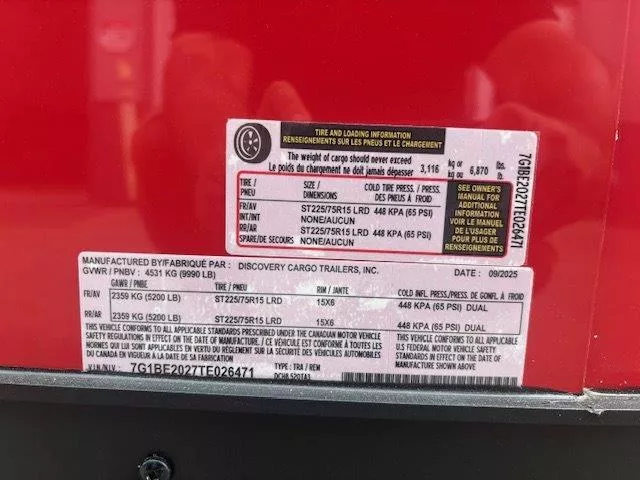 TIRE AND LOADING INFORMATION
RENSEIGNEMENTS SUR LES PNEUS ET LE CHARGEMENT
The weight of cargo should never exceed
Le poids du chargement ne doit jamais dépasser 3,116 kg or kg ou 6,870 lbs. lb.
TIRE / PNEU SIZE / DIMENSIONS COLD TIRE PRESS. / PRESS. DES PNEUS À FROID
FR/AV ST225/75R15 LRD 448 KPA (65 PSI)
INT/INT NONE/AUCUN
RR/AR ST225/75R15 LRD 448 KPA (65 PSI)
SPARE/DE SECOURS NONE/AUCUN
SEE OWNER'S
MANUAL FOR
ADDITIONAL
INFORMATION
VOIR LE MANUEL
DE L'USAGER
POUR PLUS DE
RENSEIGNEMENTS
7G1BE2027TE026471
MANUFACTURED BY/FABRIQUÉ PAR: DISCOVERY CARGO TRAILERS, INC. DATE: 09/2025
GVWR / PNBV: 4531 KG (9990 LB)
GAWR / PNBE TIRE / PNEU RIM / JANTE COLD INFL. PRESS./PRESS. DE GONFL. À FROID
FR/AV 2359 KG (5200 LB) ST225/75R15 LRD 15X6 448 KPA (65 PSI) DUAL
RR/AR 2359 KG (5200 LB) ST225/75R15 LRD 15X6 448 KPA (65 PSI) DUAL
THIS VEHICLE CONFORMS TO ALL APPLICABLE STANDARDS PRESCRIBED UNDER THE CANADIAN MOTOR VEHICLE
SAFETY REGULATIONS IN EFFECT ON THE DATE OF MANUFACTURE. / CE VÉHICULE EST CONFORME À TOUTES LES
NORMES QUI LUI SONT APPLICABLES EN VERTU DU RÈGLEMENT SUR LA SÉCURITÉ DES VÉHICULES AUTOMOBILES
DU CANADA EN VIGUEUR À LA DATE DE SA FABRICATION
THIS VEHICLE CONFORMS TO ALL APPLICABLE
U.S FEDERAL MOTOR VEHICLE SAFETY
STANDARDS IN EFFECT ON THE DATE OF
MANUFACTURE SHOWN ABOVE.
V.I.N./N.I.V.: 7G1BE2027TE026471 TYPE: TRA / REM